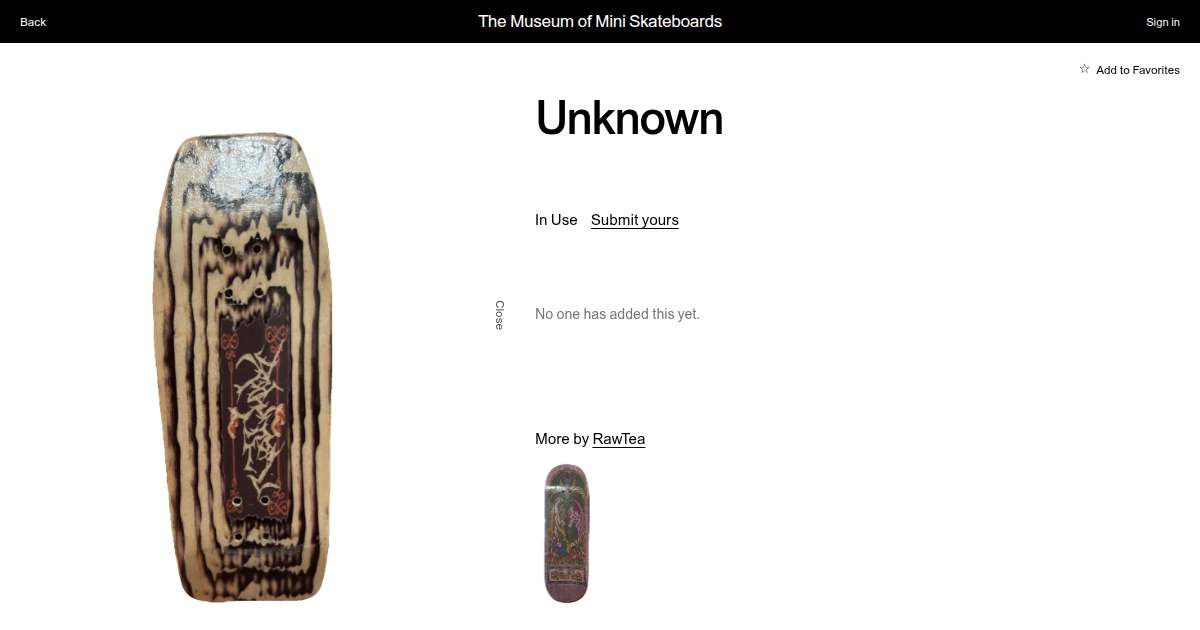 Back
The Museum of Mini Skateboards
Sign in
☆ Add to Favorites
Unknown
In Use Submit yours
Close
No one has added this yet.
More by RawTea